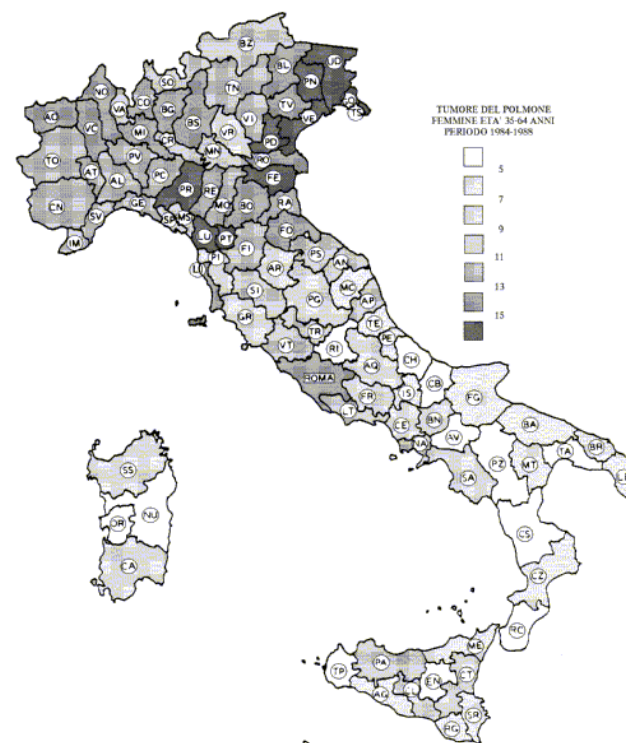 TUMORE DEL POLMONE
FEMMINE ETA' 35-64 ANNI
PERIODO 1984-1988
5
7
9
11
13
15
BZ
SO
TN
BL
UD
PN
GO
TS
NO
VA
CO
BG
BS
VI
TV
VE
AO
VC
MI
CR
VR
PD
MN
RO
TO
PV
AT
AL
PC
PR
RE
MO
FE
BO
RA
CN
GE
SV
IM
SP
MS
LU
PT
FI
FO
PI
LI
AR
PS
AN
MC
SI
PG
AP
GR
TR
TE
PE
VT
RI
AQ
CH
ROMA
FR
IS
CB
FG
LT
CE
BN
BA
NA
AV
SA
PZ
MT
TA
BR
SS
NU
OR
CA
CS
CZ
RC
ME
TP
PA
EN
CT
AG
CL
SR
RG